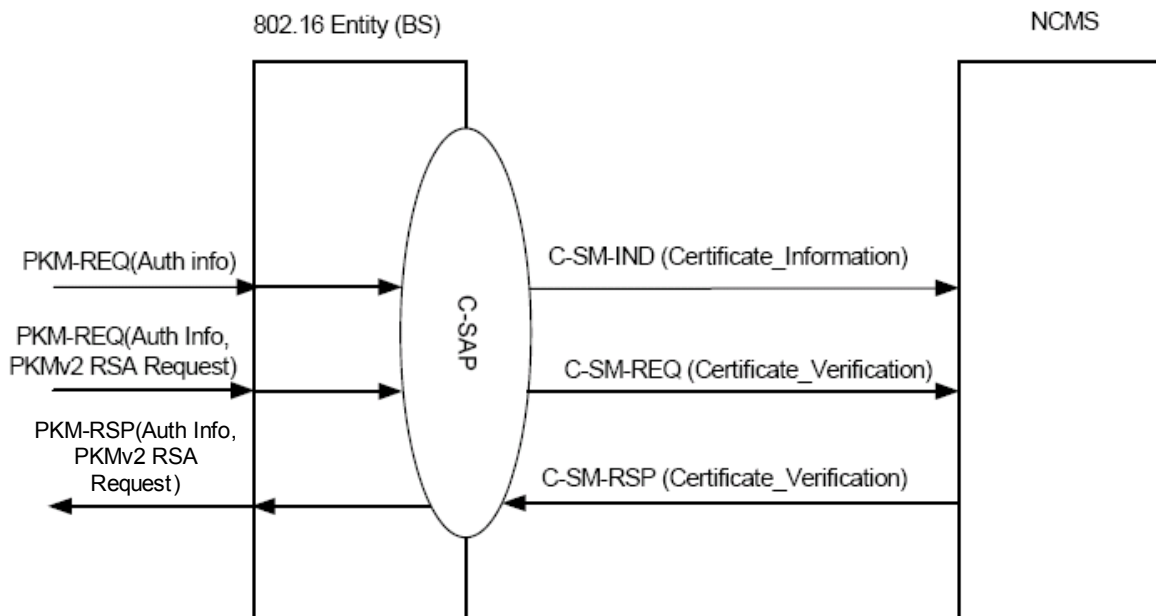 802.16 Entity (BS)
NCMS
PKM-REQ(Auth info)
C-SM-IND (Certificate_Information)
PKM-REQ(Auth Info,
PKMv2 RSA Request)
C-SM-REQ (Certificate_Verification)
C-SAP
PKM-RSP(Auth Info,
PKMv2 RSA
Request)
C-SM-RSP (Certificate_Verification)